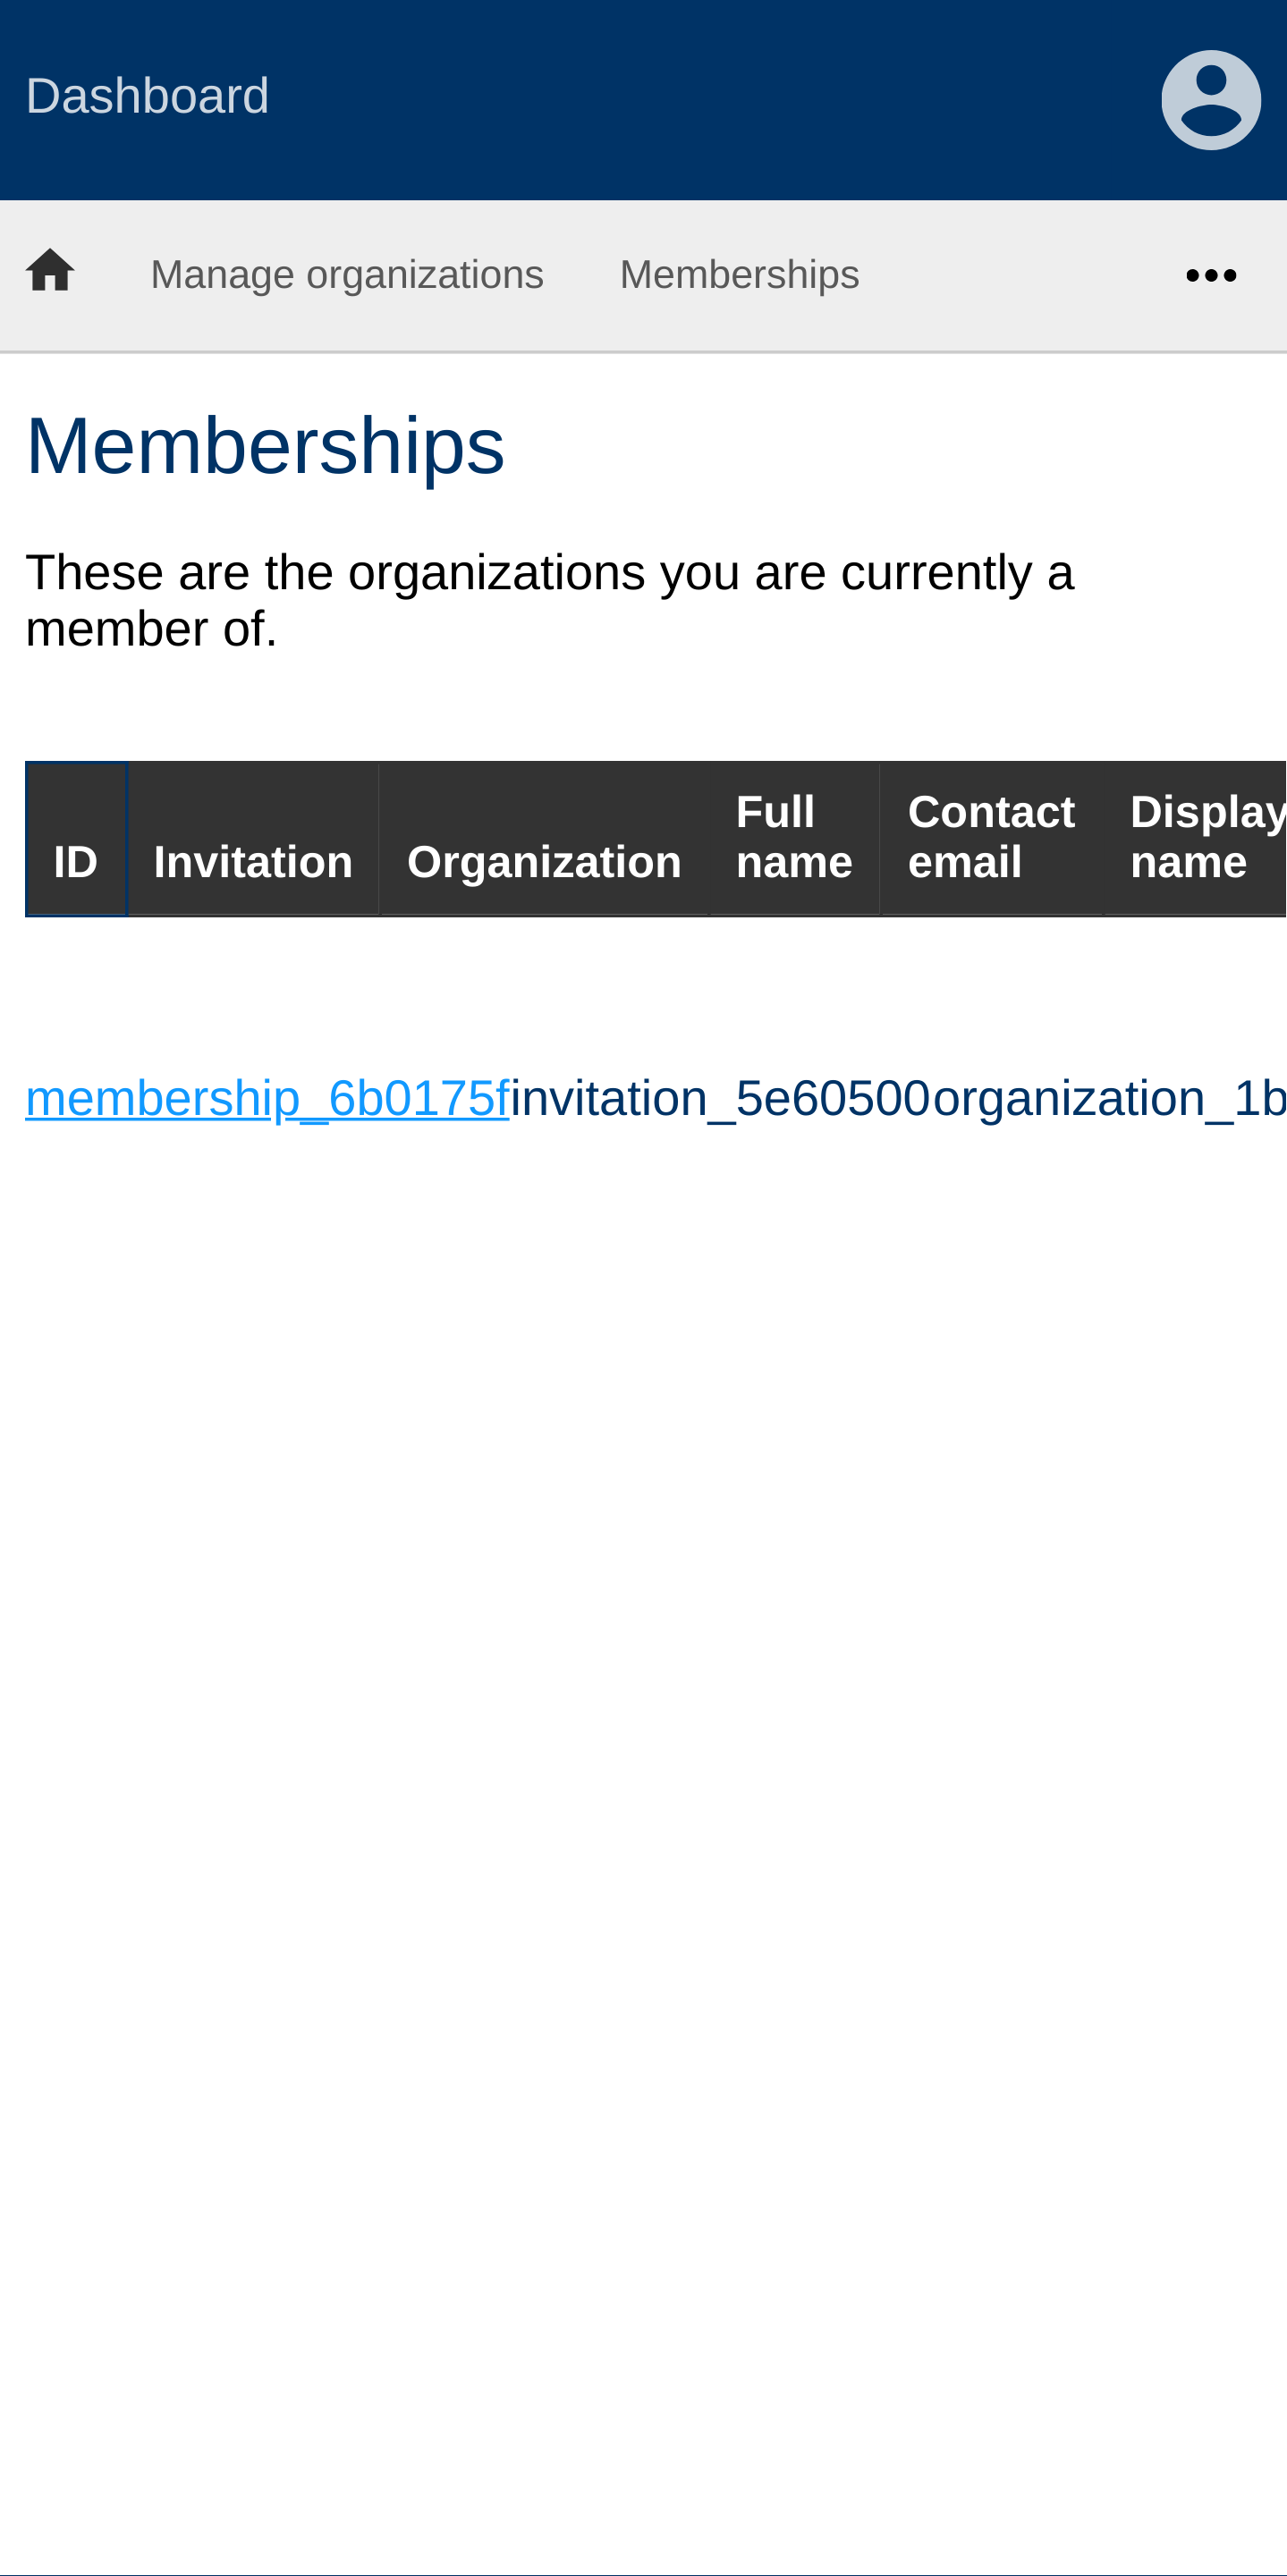 Dashboard
Manage organizations Memberships
Memberships
These are the organizations you are currently a
member of.
ID Invitation Organization Full name Contact email Display name
membership_6b0175f invitation_5e60500 organization_1b